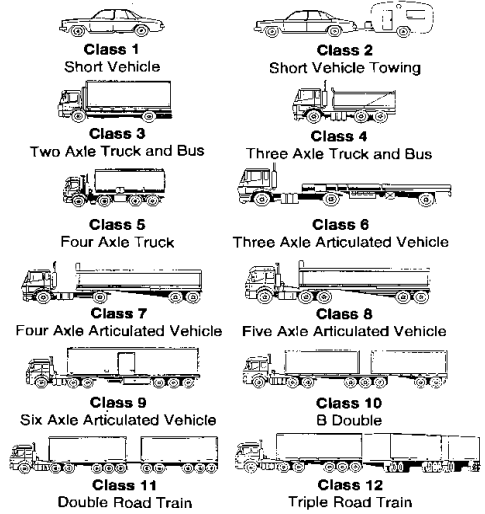 Class 1
Short Vehicle
Class 2
Short Vehicle Towing
Class 3
Two Axle Truck and Bus
Class 4
Three Axle Truck and Bus
Class 5
Four Axle Truck
Class 6
Three Axle Articulated Vehicle
Class 7
Four Axle Articulated Vehicle
Class 8
Five Axle Articulated Vehicle
Class 9
Six Axle Articulated Vehicle
Class 10
B Double
Class 11
Double Road Train
Class 12
Triple Road Train